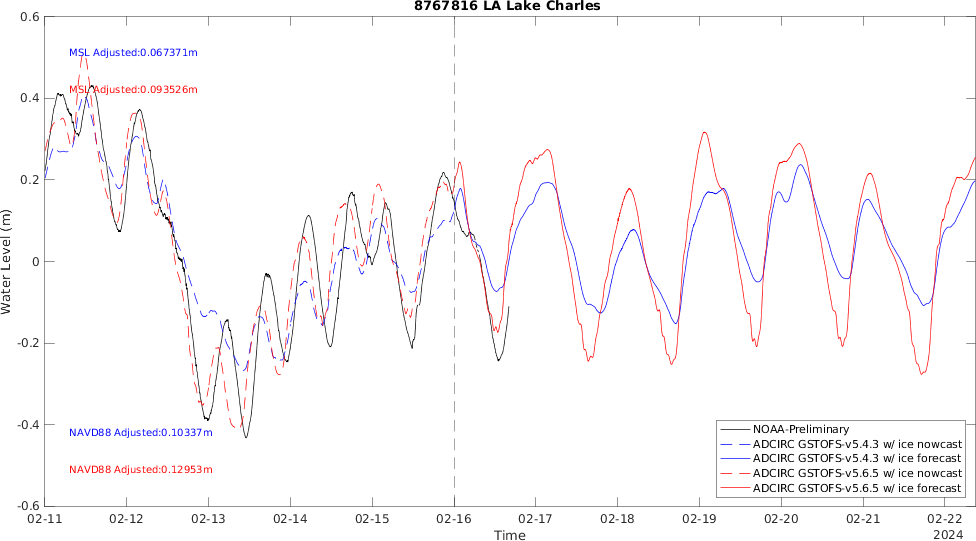 8767816 LA Lake Charles
Water Level (m)
0.6
0.4
0.2
0
-0.2
-0.4
-0.6
MSL Adjusted:0.067371m
MSL Adjusted:0.093526m
NAVD88 Adjusted:0.10337m
NAVD88 Adjusted:0.12953m
NOAA-Preliminary
ADCIRC GSTOFS-v5.4.3 w/ ice nowcast
ADCIRC GSTOFS-v5.4.3 w/ ice forecast
ADCIRC GSTOFS-v5.6.5 w/ ice nowcast
ADCIRC GSTOFS-v5.6.5 w/ ice forecast
02-11 02-12 02-13 02-14 02-15 02-16 02-17 02-18 02-19 02-20 02-21 02-22
2024
Time